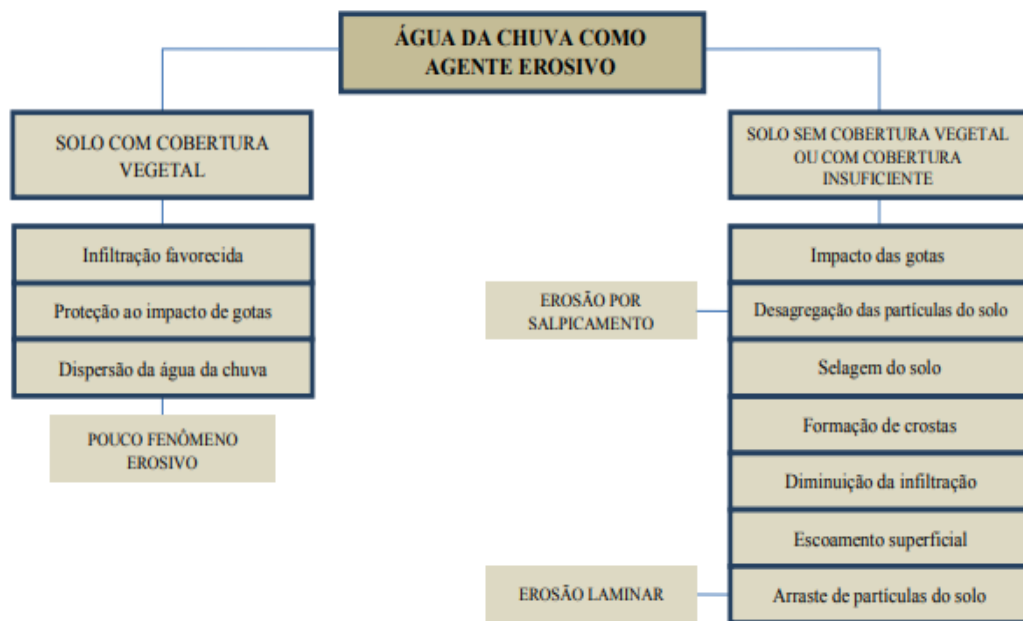 ÁGUA DA CHUVA COMO
AGENTE EROSIVO
SOLO COM COBERTURA
VEGETAL
Infiltração favorecida
Proteção ao impacto de gotas
Dispersão da água da chuva
POUCO FENÔMENO
EROSIVO
SOLO SEM COBERTURA VEGETAL
OU COM COBERTURA
INSUFICIENTE
Impacto das gotas
EROSÃO POR
SALPICAMENTO
Desagregação das partículas do solo
Selagem do solo
Formação de crostas
Diminuição da infiltração
Escoamento superficial
EROSÃO LAMINAR
Arraste de partículas do solo